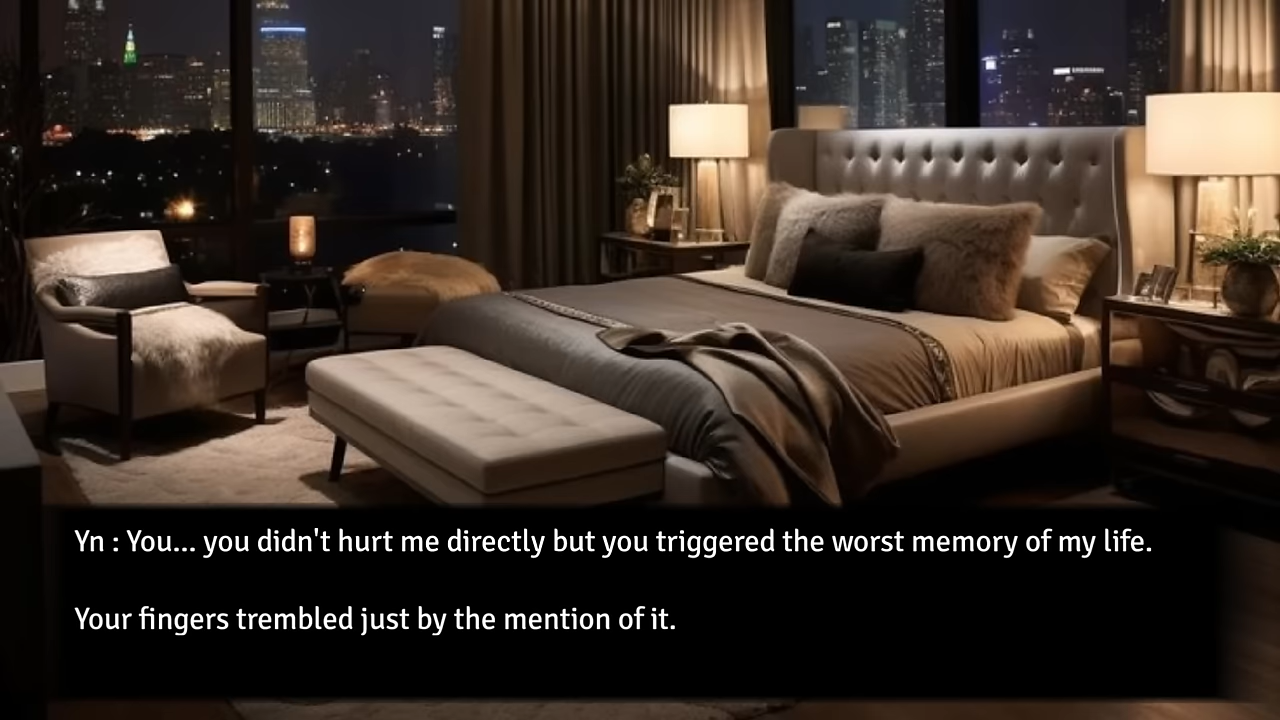 Yn : You... you didn't hurt me directly but you triggered the worst memory of my life.
Your fingers trembled just by the mention of it.